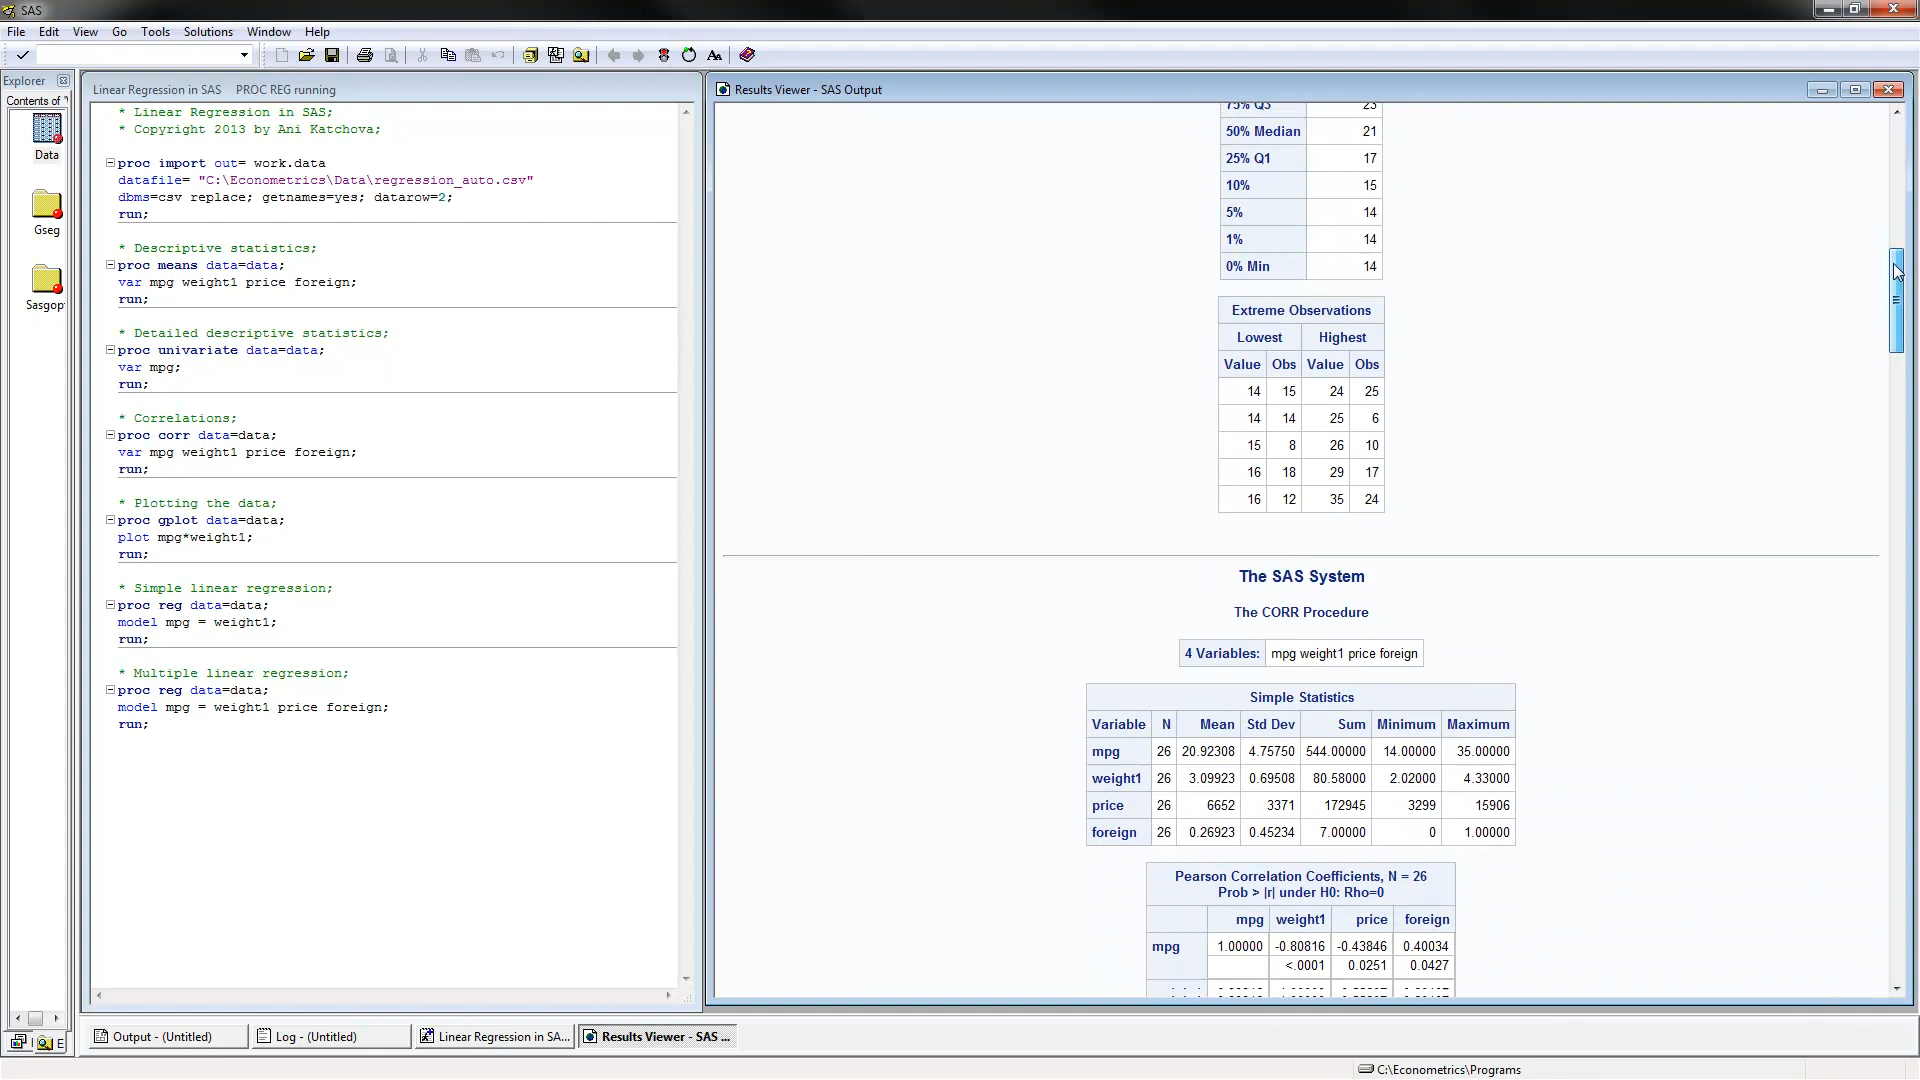 SAS
File Edit View Go Tools Solutions Window Help
Explorer
Contents of '
Data
Gseg
Sasgopt
Linear Regression in SAS PROC REG running
* Linear Regression in SAS;
* Copyright 2013 by Ani Katchova;
proc import out= work.data
datafile= "C:\Econometrics\Data\regression_auto.csv"
dbms=csv replace; getnames=yes; datarow=2;
run;
* Descriptive statistics;
proc means data=data;
var mpg weight1 price foreign;
run;
* Detailed descriptive statistics;
proc univariate data=data;
var mpg;
run;
* Correlations;
proc corr data=data;
var mpg weight1 price foreign;
run;
* Plotting the data;
proc gplot data=data;
plot mpg*weight1;
run;
* Simple linear regression;
proc reg data=data;
model mpg = weight1;
run;
* Multiple linear regression;
proc reg data=data;
model mpg = weight1 price foreign;
run;
Results Viewer - SAS Output
75% Q3 23
50% Median 21
25% Q1 17
10% 15
5% 14
1% 14
0% Min 14
Extreme Observations
Lowest Highest
Value Obs Value Obs
14 15 24 25
14 14 25 6
15 8 26 10
16 18 29 17
16 12 35 24
The SAS System
The CORR Procedure
4 Variables: mpg weight1 price foreign
Simple Statistics
Variable N Mean Std Dev Sum Minimum Maximum
mpg 26 20.92308 4.75750 544.00000 14.00000 35.00000
weight1 26 3.09923 0.69508 80.58000 2.02000 4.33000
price 26 6652 3371 172945 3299 15906
foreign 26 0.26923 0.45234 7.00000 0 1.00000
Pearson Correlation Coefficients, N = 26
Prob > |r| under H0: Rho=0
mpg weight1 price foreign
mpg 1.00000 -0.80816 -0.43846 0.40034
<.0001 0.0251 0.0427
E
Output - (Untitled)
Log - (Untitled)
Linear Regression in SA...
Results Viewer - SAS ...
C:\Econometrics\Programs